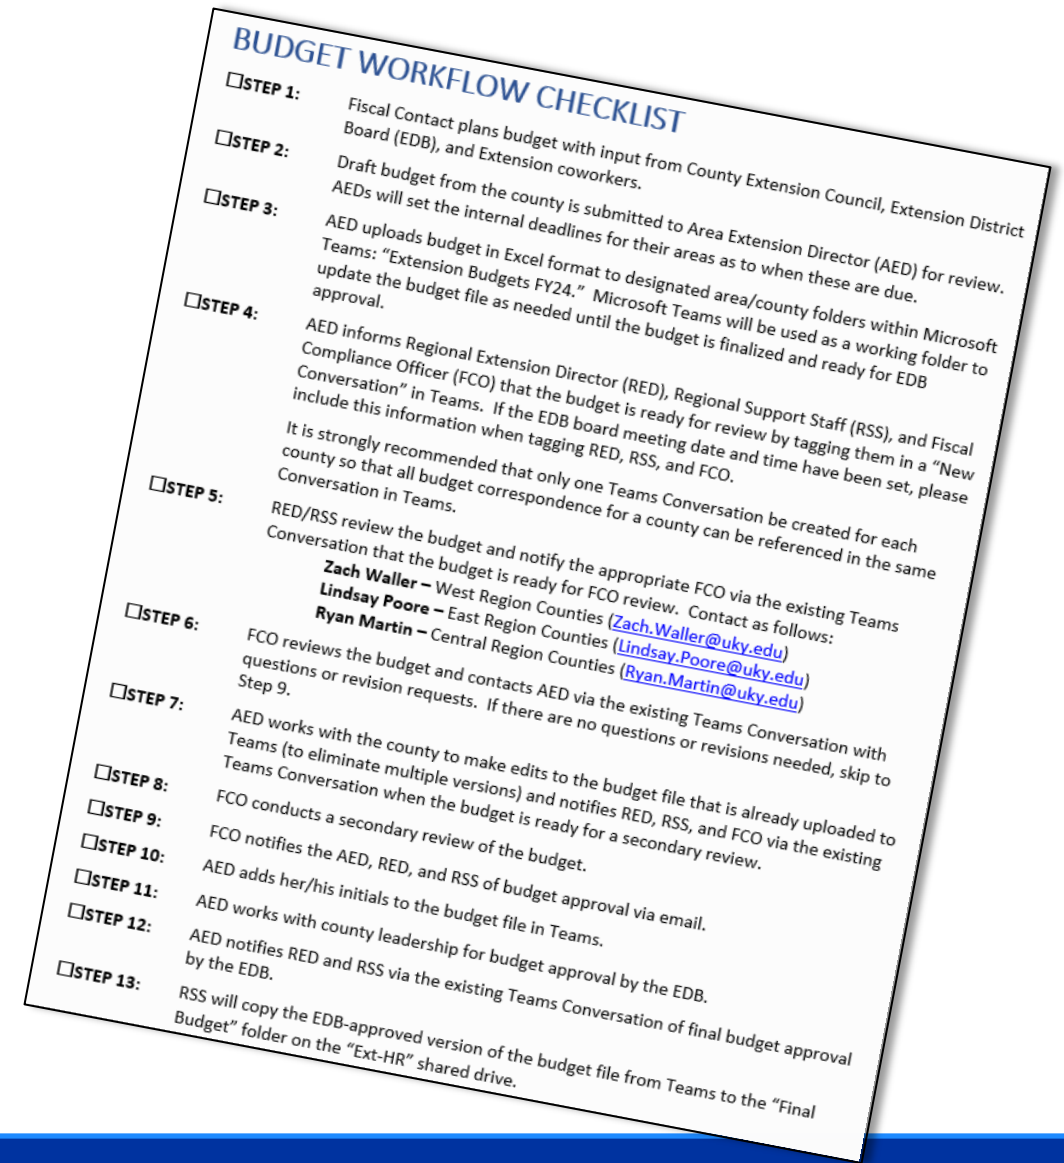 BUDGET WORKFLOW CHECKLIST
☐STEP 1: Fiscal Contact plans budget with input from County Extension Council, Extension District
Board (EDB), and Extension coworkers.
☐STEP 2: Draft budget from the county is submitted to Area Extension Director (AED) for review.
AEDs will set the internal deadlines for their areas as to when these are due.
☐STEP 3: AED uploads budget in Excel format to designated area/county folders within Microsoft
Teams: “Extension Budgets FY24.”  Microsoft Teams will be used as a working folder to
update the budget file as needed until the budget is finalized and ready for EDB
approval.
☐STEP 4: AED informs Regional Extension Director (RED), Regional Support Staff (RSS), and Fiscal
Compliance Officer (FCO) that the budget is ready for review by tagging them in a “New
Conversation” in Teams.  If the EDB board meeting date and time have been set, please
include this information when tagging RED, RSS, and FCO.
It is strongly recommended that only one Teams Conversation be created for each
county so that all budget correspondence for a county can be referenced in the same
Conversation in Teams.
☐STEP 5: RED/RSS review the budget and notify the appropriate FCO via the existing Teams
Conversation that the budget is ready for FCO review.  Contact as follows:
Zach Waller – West Region Counties (Zach.Waller@uky.edu)
Lindsay Poore – East Region Counties (Lindsay.Poore@uky.edu)
Ryan Martin – Central Region Counties (Ryan.Martin@uky.edu)
☐STEP 6: FCO reviews the budget and contacts AED via the existing Teams Conversation with
questions or revision requests.  If there are no questions or revisions needed, skip to
Step 9.
☐STEP 7: AED works with the county to make edits to the budget file that is already uploaded to
Teams (to eliminate multiple versions) and notifies RED, RSS, and FCO via the existing
Teams Conversation when the budget is ready for a secondary review.
☐STEP 8: FCO conducts a secondary review of the budget.
☐STEP 9: FCO notifies the AED, RED, and RSS of budget approval via email.
☐STEP 10: AED adds her/his initials to the budget file in Teams.
☐STEP 11: AED works with county leadership for budget approval by the EDB.
☐STEP 12: AED notifies RED and RSS via the existing Teams Conversation of final budget approval
by the EDB.
☐STEP 13: RSS will copy the EDB-approved version of the budget file from Teams to the “Final
Budget” folder on the “Ext-HR” shared drive.